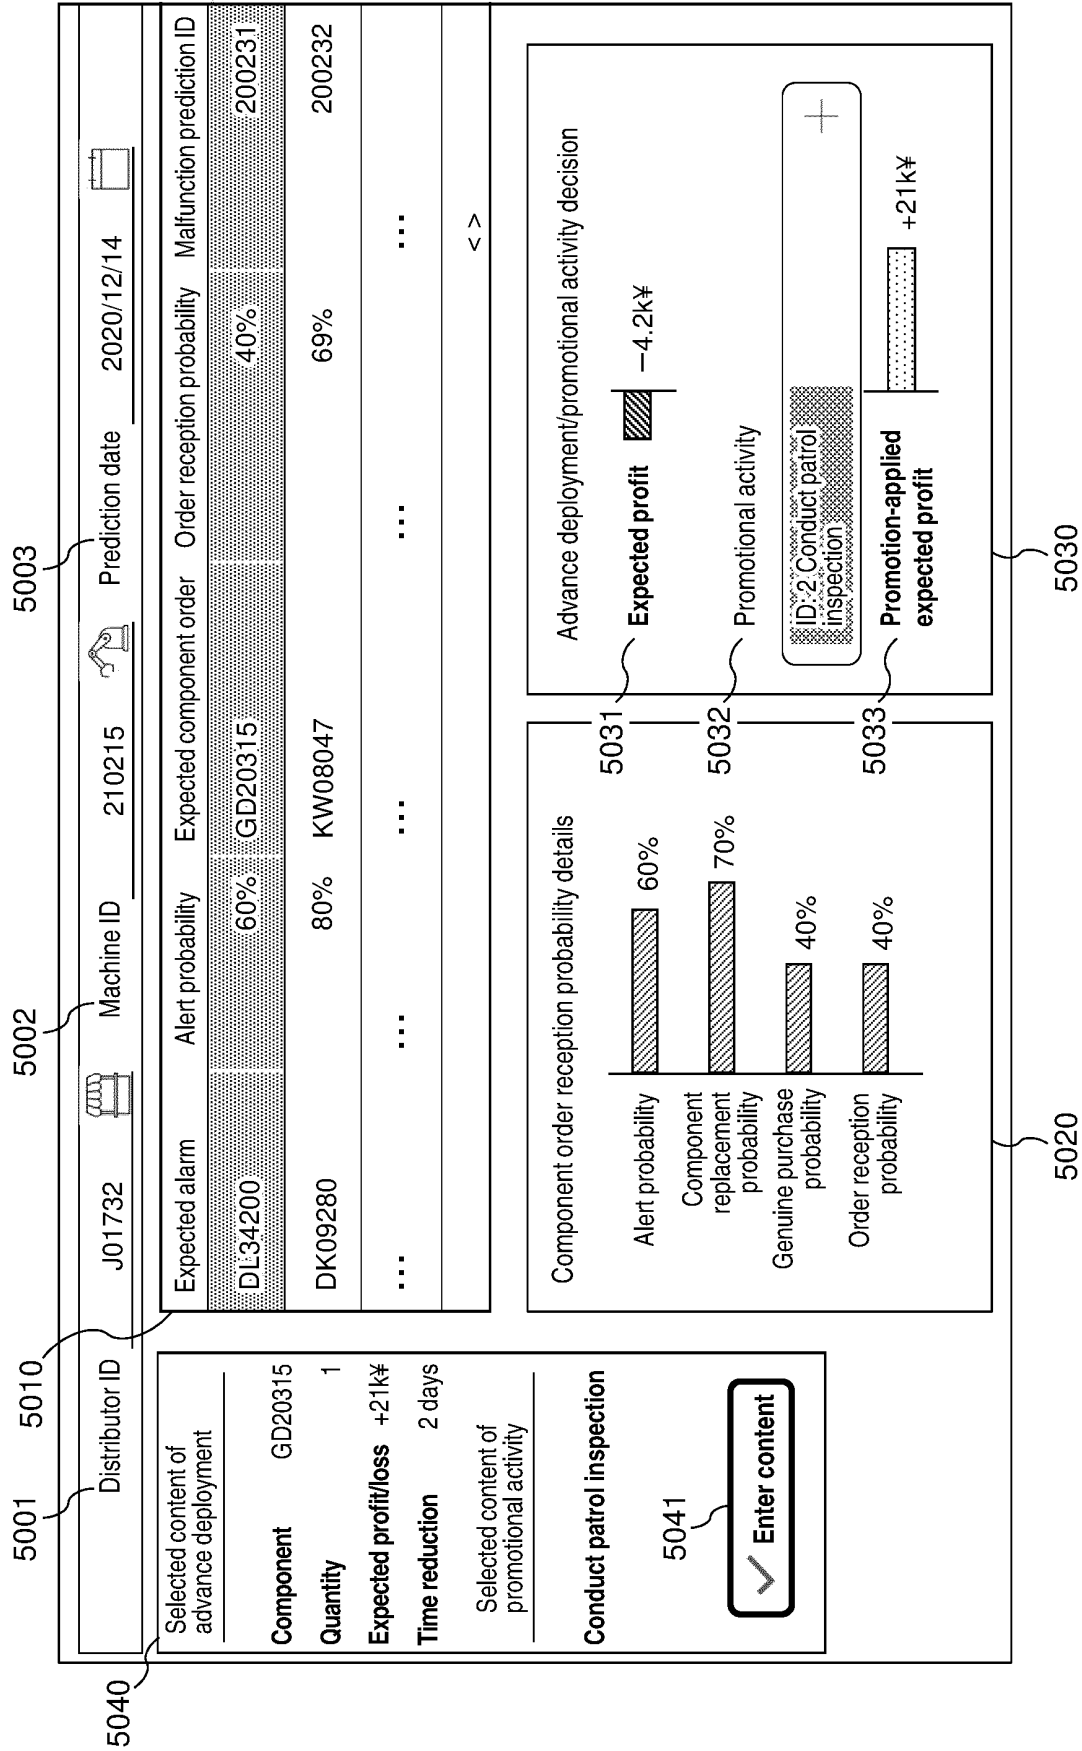 5001
5002
5003
Distributor ID
J01732
Machine ID
210215
Prediction date
2020/12/14
5040
5010
Selected content of
advance deployment
Component GD20315
Quantity 1
Expected profit/loss +21k¥
Time reduction 2 days
Selected content of
promotional activity
Conduct patrol inspection
5041
Enter content
Expected alarm Alert probability Expected component order Order reception probability Malfunction prediction ID
DL34200 60% GD20315 40% 200231
DK09280 80% KW08047 69% 200232
... ... ... ... ...
< >
Component order reception probability details
Alert probability
60%
Component
replacement
probability
70%
Genuine purchase
probability
40%
Order reception
probability
40%
5020
Advance deployment/promotional activity decision
5031
Expected profit
−4.2k¥
5032
Promotional activity
ID: 2 Conduct patrol
inspection
+
5033
Promotion-applied
expected profit
+21k¥
5030